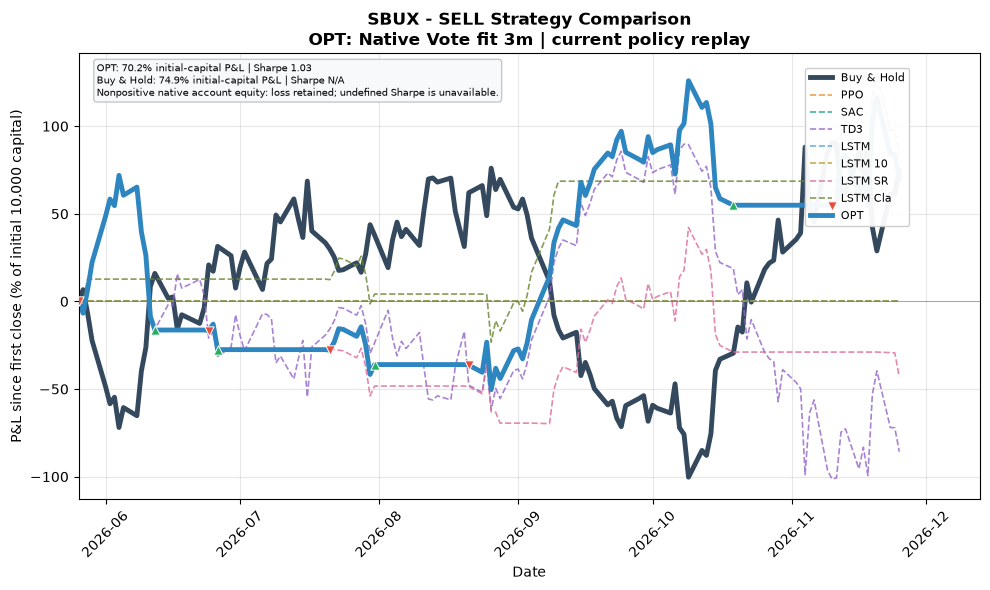 SBUX - SELL Strategy Comparison
OPT: Native Vote fit 3m | current policy replay
OPT: 70.2% initial-capital P&L | Sharpe 1.03
Buy & Hold: 74.9% initial-capital P&L | Sharpe N/A
Nonpositive native account equity: loss retained; undefined Sharpe is unavailable.
Buy & Hold
PPO
SAC
TD3
LSTM
LSTM 10
LSTM SR
LSTM Cla
OPT
P&L since first close (% of initial 10,000 capital)
100
50
0
−50
−100
2026-06
2026-07
2026-08
2026-09
2026-10
2026-11
2026-12
Date